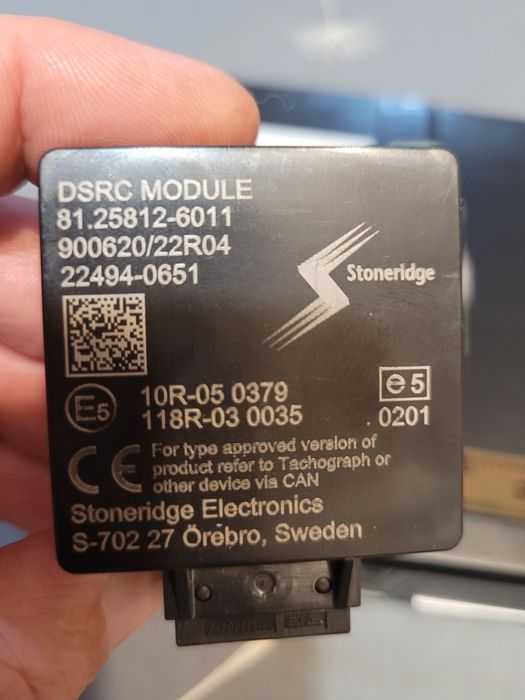 DSRC MODULE
81.25812-6011
900620/22R04
22494-0651
Stoneridge
E5
10R-05 0379
118R-03 0035
e5
0201
CE
For type approved version of
product refer to Tachograph or
other device via CAN
Stoneridge Electronics
S-702 27 Örebro, Sweden